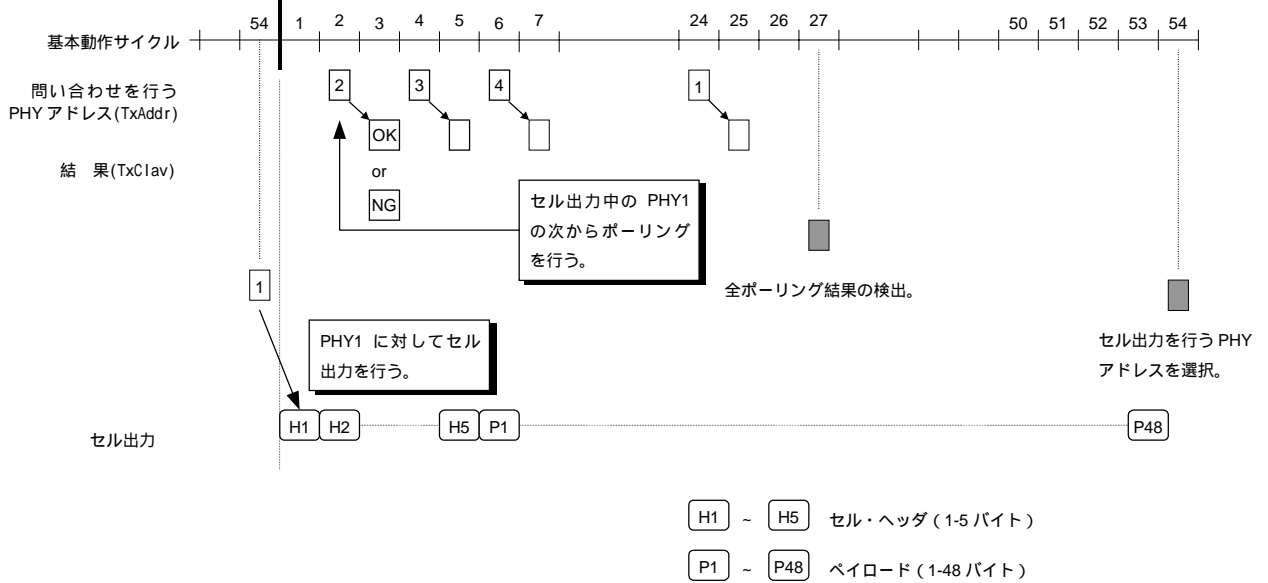 54 1 2 3 4 5 6 7 24 25 26 27 50 51 52 53 54
基本動作サイクル
問い合わせを行う
PHY アドレス(TxAddr)
2 3 4 1
OK
結　果(TxClav)
or
NG
セル出力中の PHY1
の次からポーリング
を行う。
全ポーリング結果の検出。
1
PHY1 に対してセル
出力を行う。
セル出力を行う PHY
アドレスを選択。
セル出力
H1 H2 H5 P1 P48
H1 ~ H5 セル・ヘッダ（1-5 バイト）
P1 ~ P48 ペイロード（1-48 バイト）